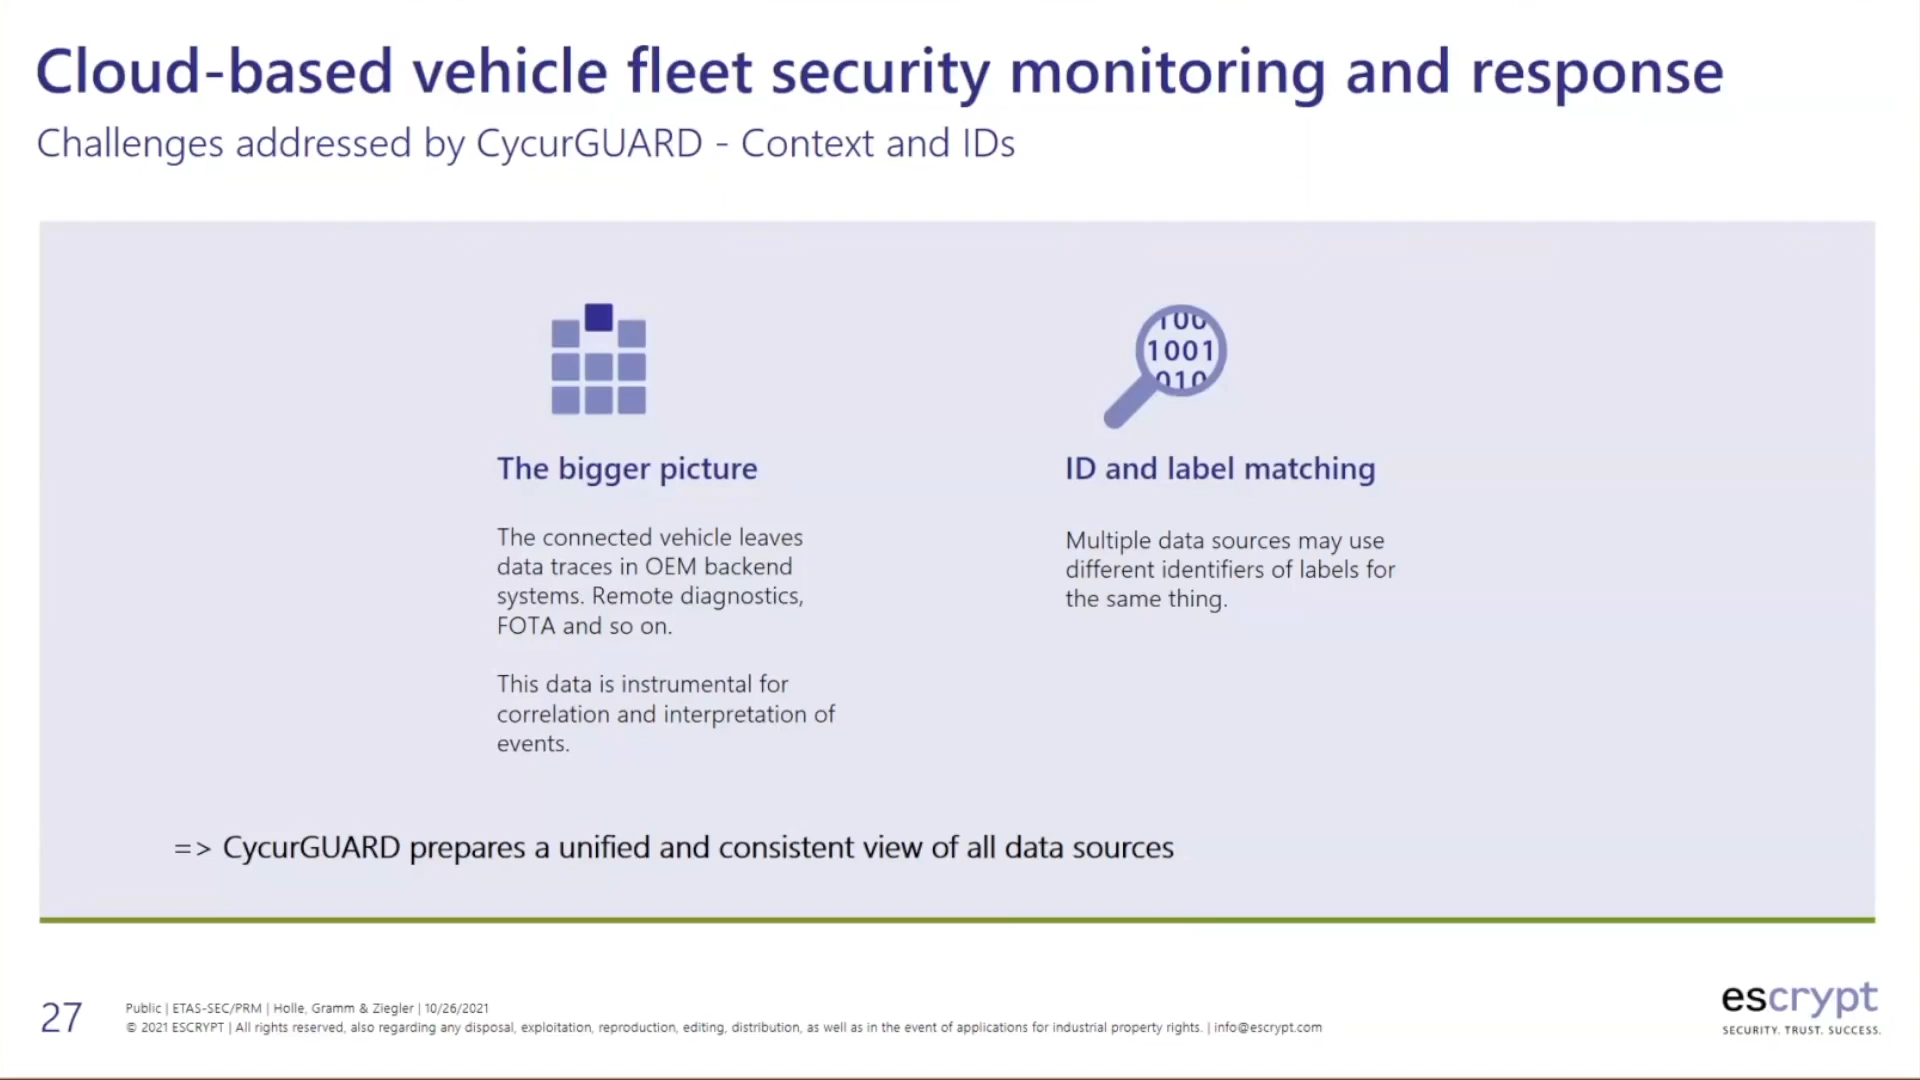 Cloud-based vehicle fleet security monitoring and response
Challenges addressed by CycurGUARD - Context and IDs
100
1001
010
The bigger picture
The connected vehicle leaves
data traces in OEM backend
systems. Remote diagnostics,
FOTA and so on.
This data is instrumental for
correlation and interpretation of
events.
ID and label matching
Multiple data sources may use
different identifiers of labels for
the same thing.
=> CycurGUARD prepares a unified and consistent view of all data sources
27
Public | ETAS-SEC/PRM | Holle, Gramm & Ziegler | 10/26/2021
© 2021 ESCRYPT | All rights reserved, also regarding any disposal, exploitation, reproduction, editing, distribution, as well as in the event of applications for industrial property rights. | info@escrypt.com
escrypt
SECURITY. TRUST. SUCCESS.